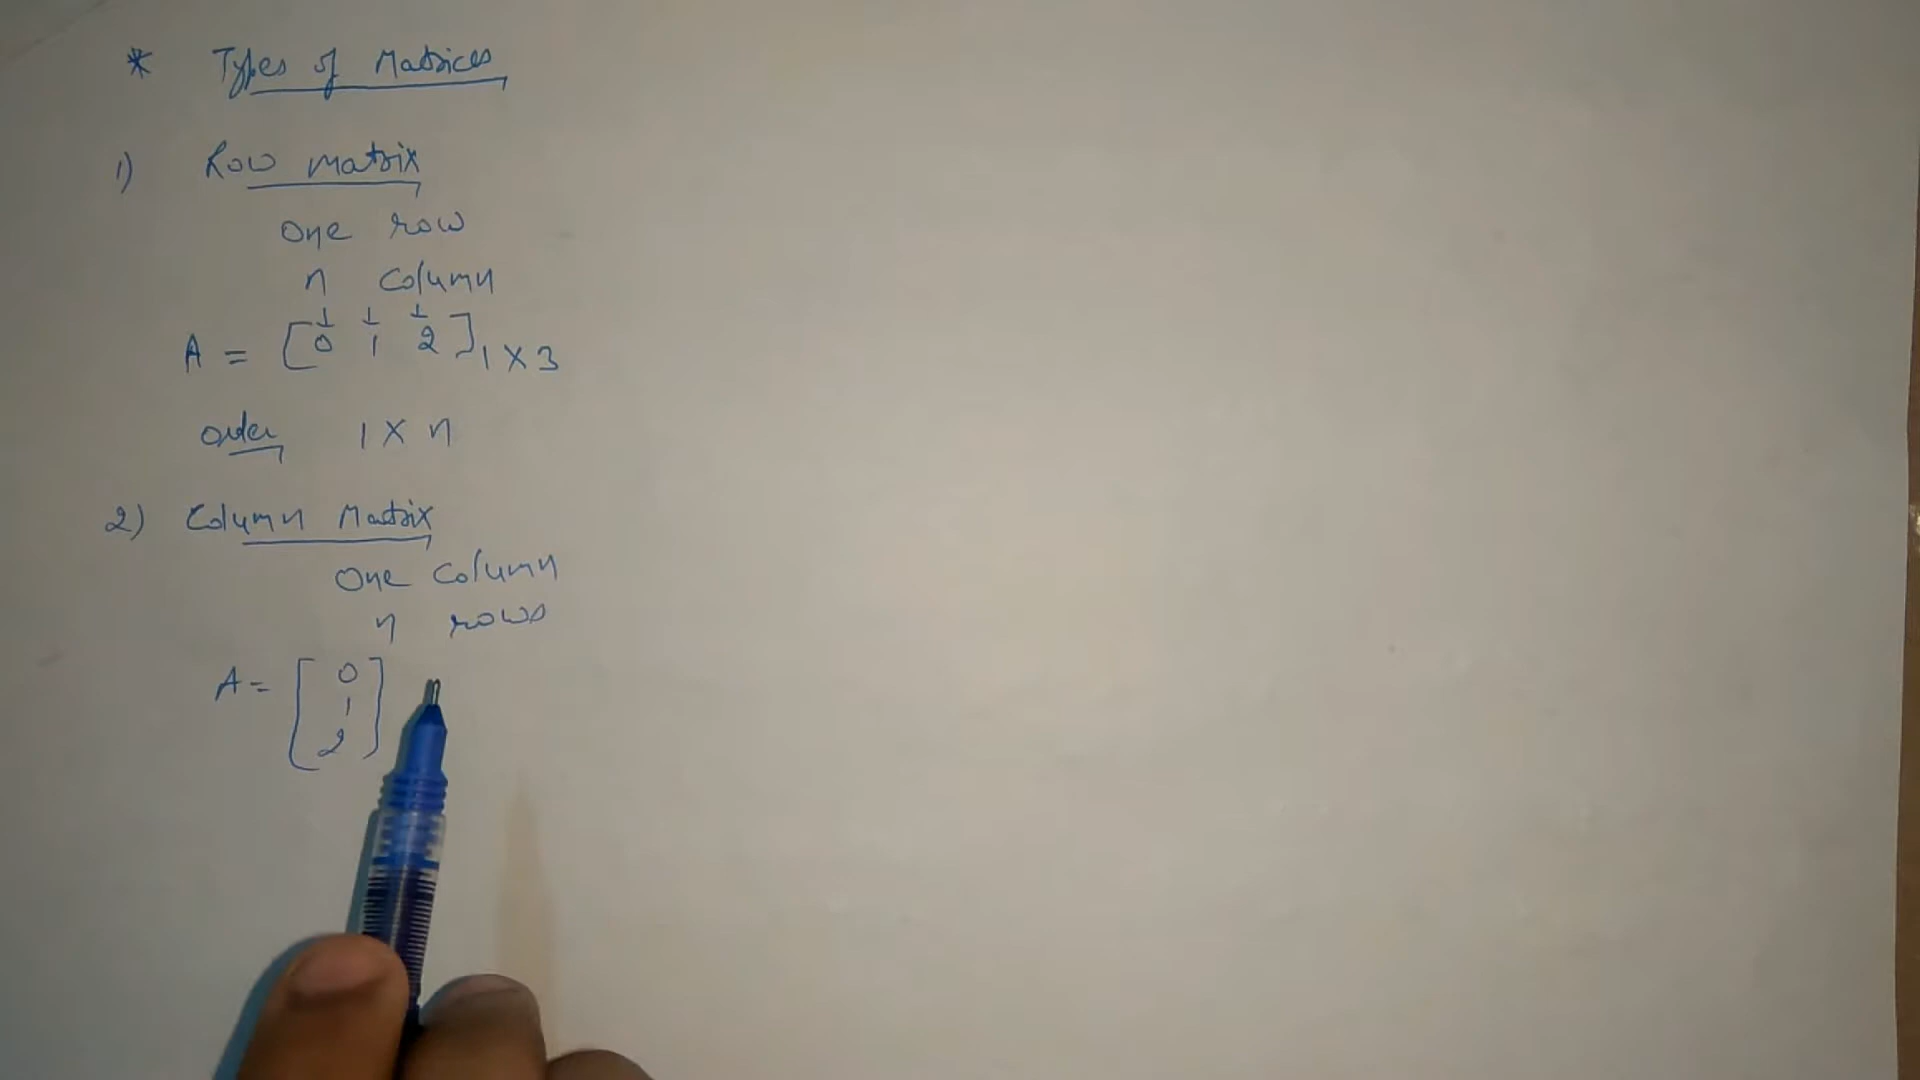 * Types of Matrices
1) Row matrix
One row
n column
A = [0 1 2] 1 X 3
order 1 X n
2) Column Matrix
One Column
n rows
A = [0
1
2]